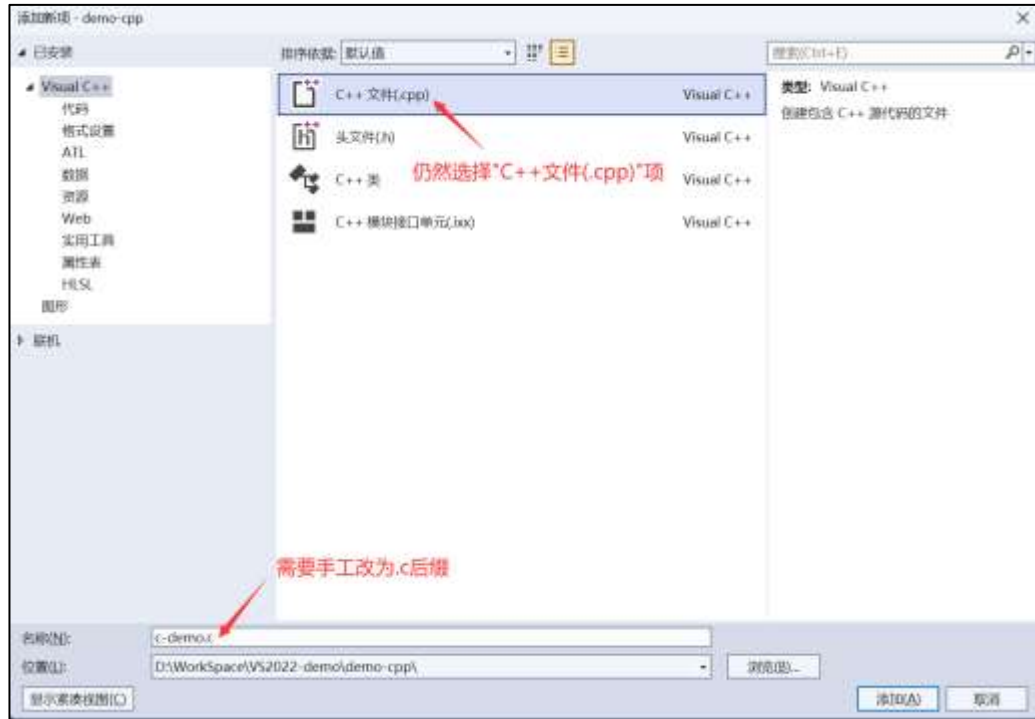 添加新项 - demo-cpp
已安装
排序依据: 默认值
搜索(Ctrl+E)
Visual C++
代码
格式设置
ATL
数据
资源
Web
实用工具
属性表
HLSL
图形
联机
C++ 文件(.cpp) Visual C++
头文件(.h) Visual C++
C++ 类 Visual C++
C++ 模块接口单元(.ixx) Visual C++
仍然选择"C++文件(.cpp)"项
类型: Visual C++
创建包含 C++ 源代码的文件
需要手工改为.c后缀
名称(N): c-demo.c
位置(L): D:\WorkSpace\VS2022-demo\demo-cpp\
浏览(B)...
显示紧凑视图(C)
添加(A)
取消